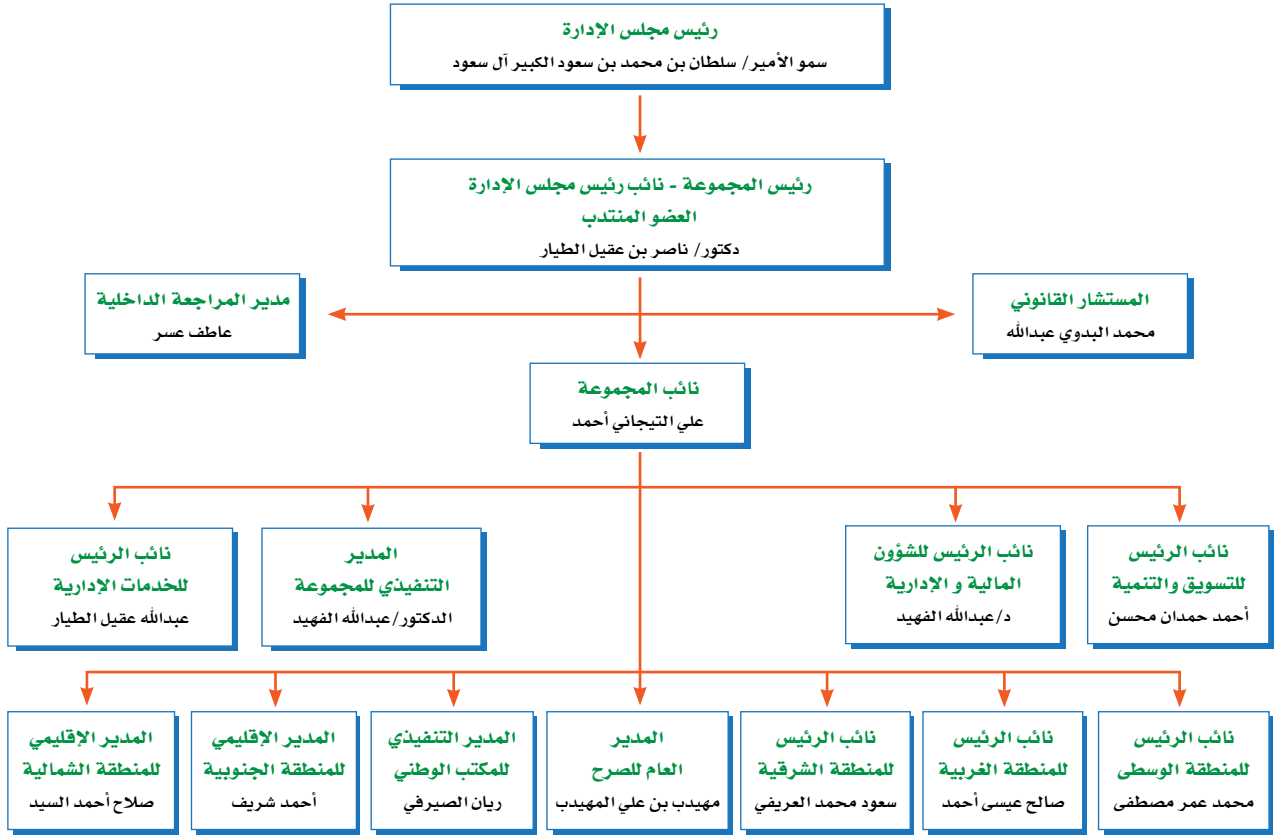 رئيس مجلس الإدارة
سمو الأمير/ سلطان بن محمد بن سعود الكبير آل سعود
رئيس المجموعة - نائب رئيس مجلس الإدارة
العضو المنتدب
دكتور/ ناصر بن عقيل الطيار
المستشار القانوني
محمد البدوي عبدالله
مدير المراجعة الداخلية
عاطف عسر
نائب المجموعة
علي التيجاني أحمد
نائب الرئيس
للتسويق والتنمية
أحمد حمدان محسن
نائب الرئيس للشؤون
المالية و الإدارية
د/عبدالله الفهيد
المدير
التنفيذي للمجموعة
الدكتور/عبدالله الفهيد
نائب الرئيس
للخدمات الإدارية
عبدالله عقيل الطيار
نائب الرئيس
للمنطقة الوسطى
محمد عمر مصطفى
نائب الرئيس
للمنطقة الغربية
صالح عيسى أحمد
نائب الرئيس
للمنطقة الشرقية
سعود محمد العريفي
المدير
العام للصرح
مهيدب بن علي المهيدب
المدير التنفيذي
للمكتب الوطني
ريان الصيرفي
المدير الإقليمي
للمنطقة الجنوبية
أحمد شريف
المدير الإقليمي
للمنطقة الشمالية
صلاح أحمد السيد